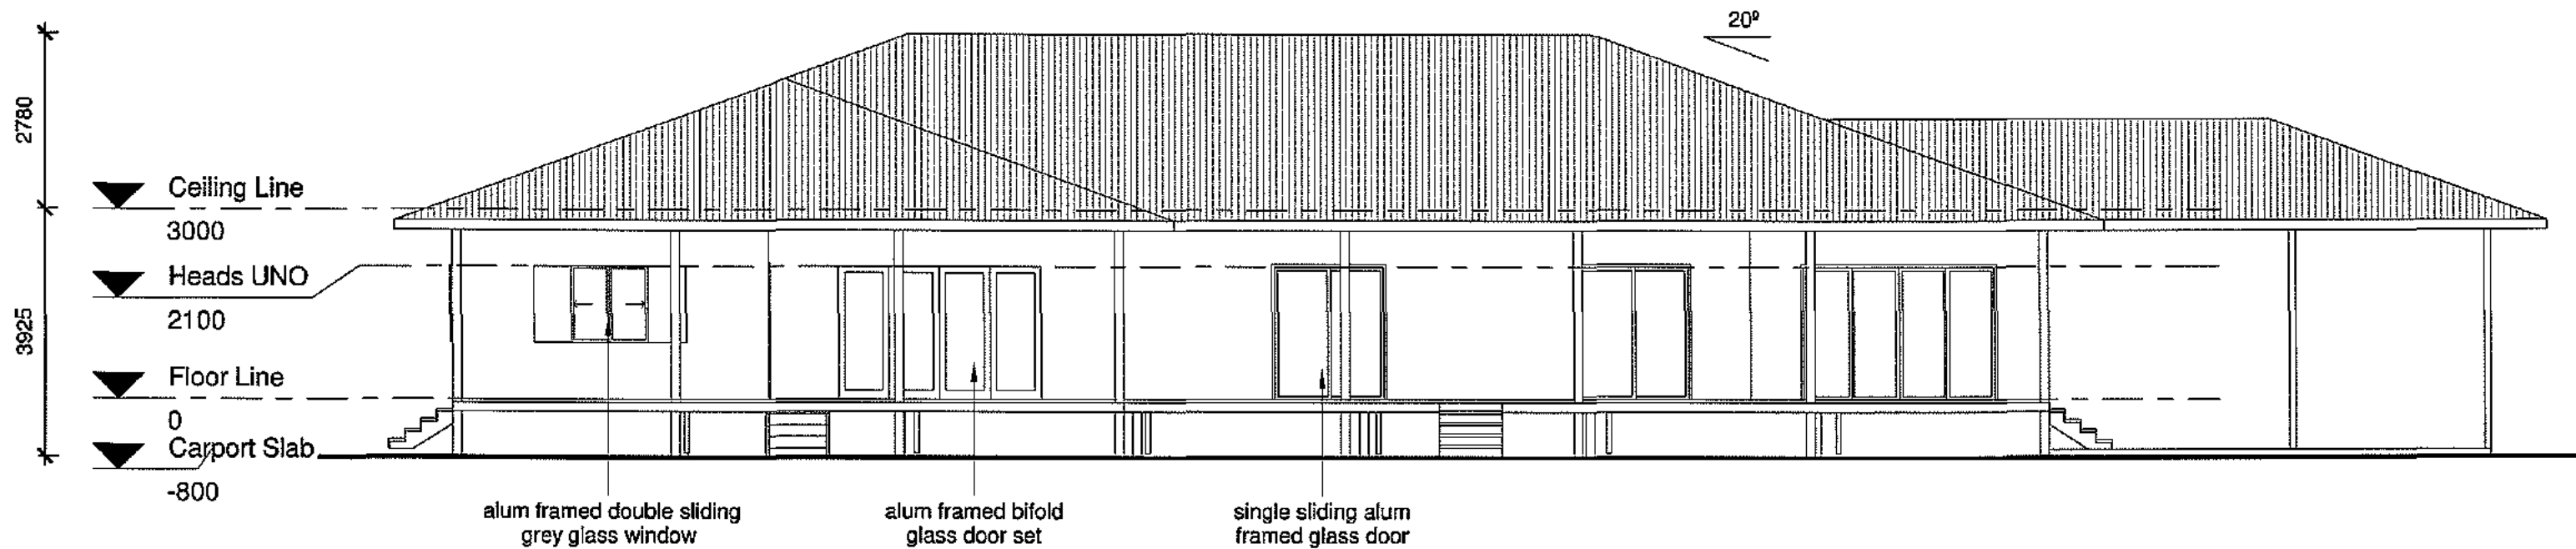 20º
2780
Ceiling Line
3000
Heads UNO
2100
3925
Floor Line
0
Carport Slab
-800
alum framed double sliding
grey glass window
alum framed bifold
glass door set
single sliding alum
framed glass door